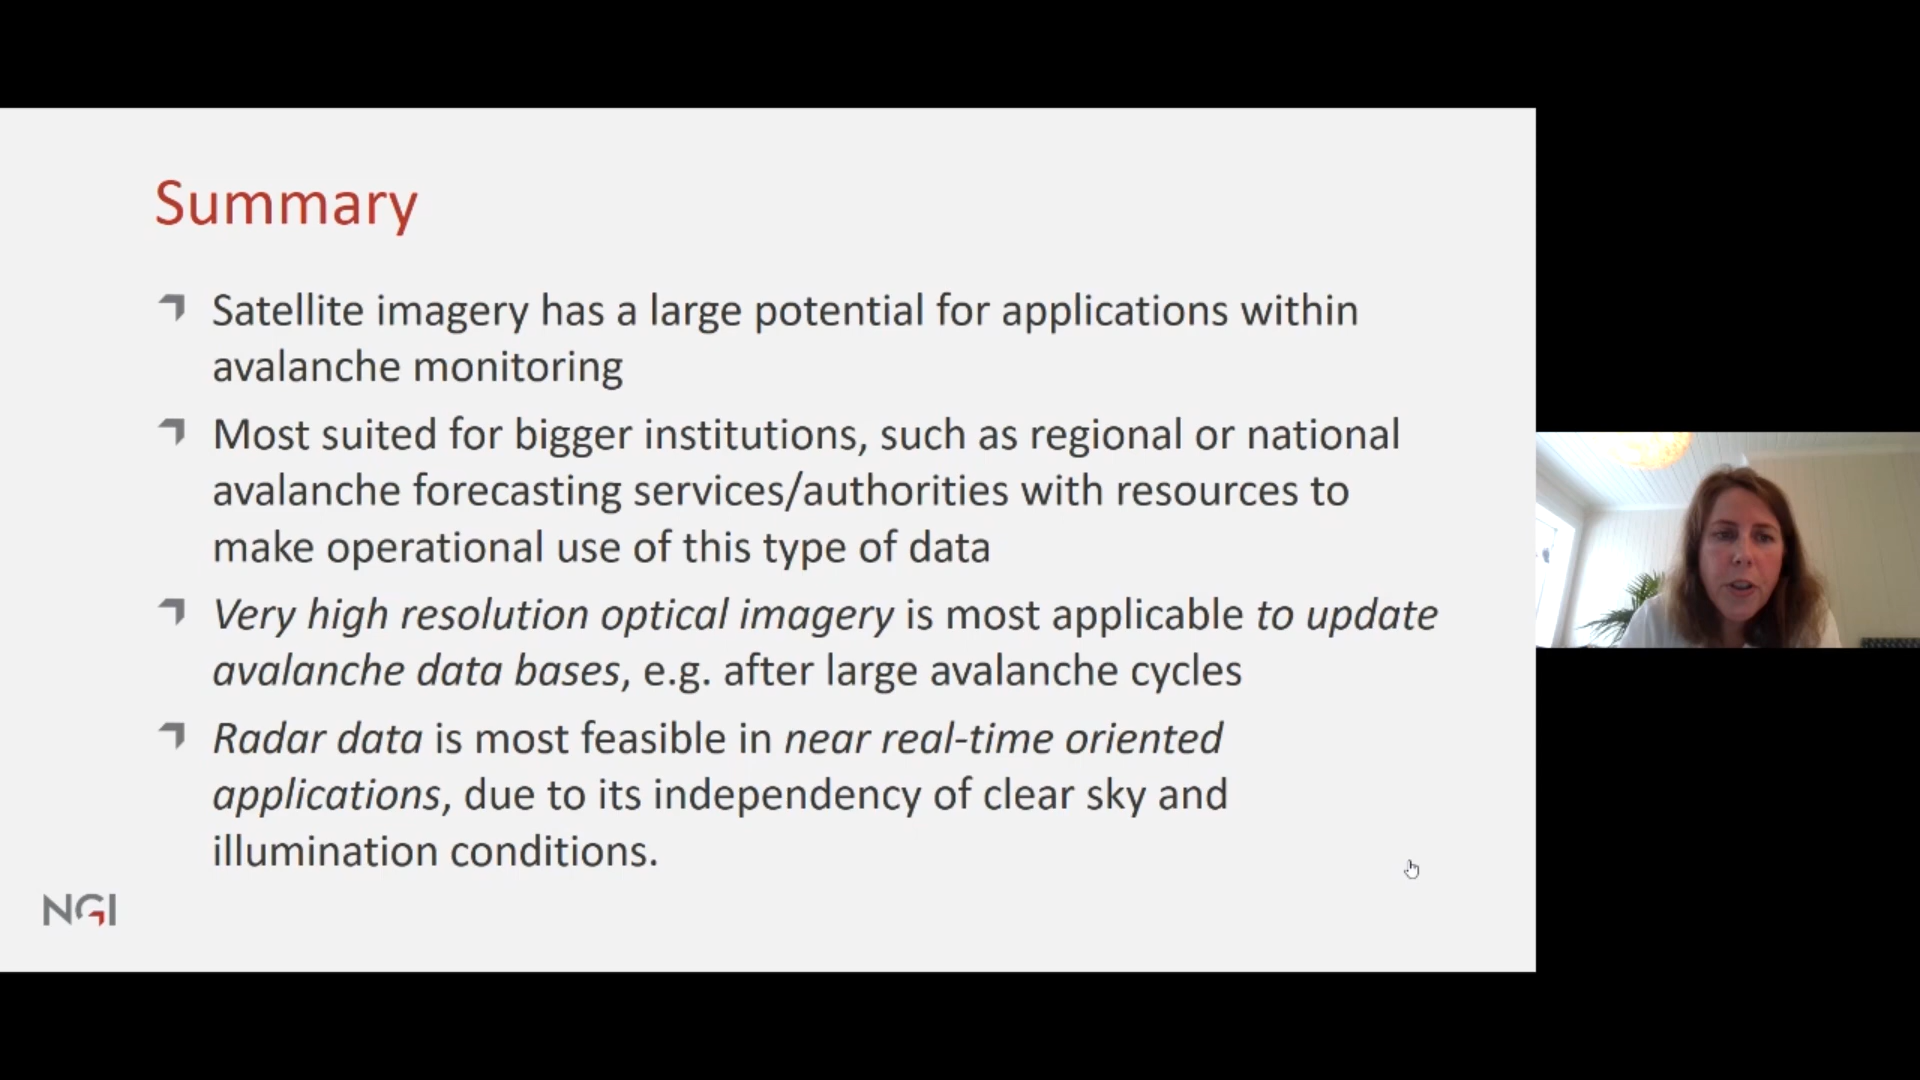 Summary
Satellite imagery has a large potential for applications within
avalanche monitoring
Most suited for bigger institutions, such as regional or national
avalanche forecasting services/authorities with resources to
make operational use of this type of data
Very high resolution optical imagery is most applicable to update
avalanche data bases, e.g. after large avalanche cycles
Radar data is most feasible in near real-time oriented
applications, due to its independency of clear sky and
illumination conditions.
NGI